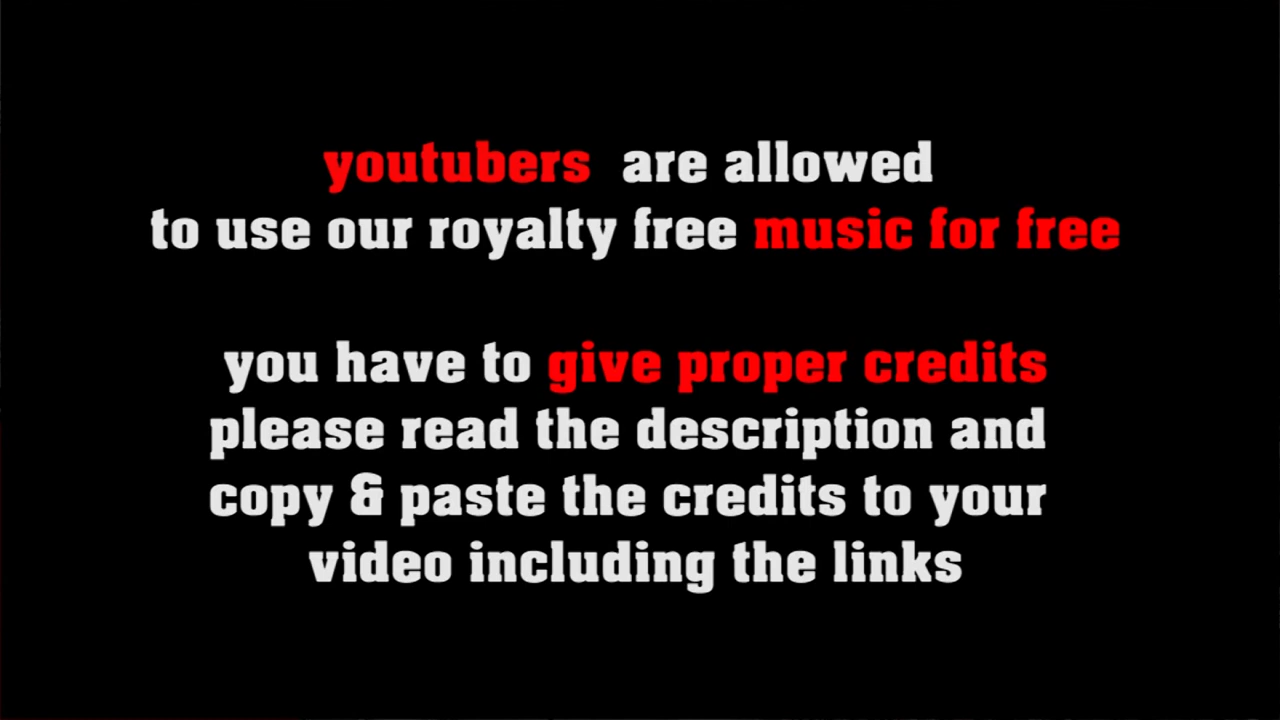 youtubers are allowed
to use our royalty free music for free
you have to give proper credits
please read the description and
copy & paste the credits to your
video including the links